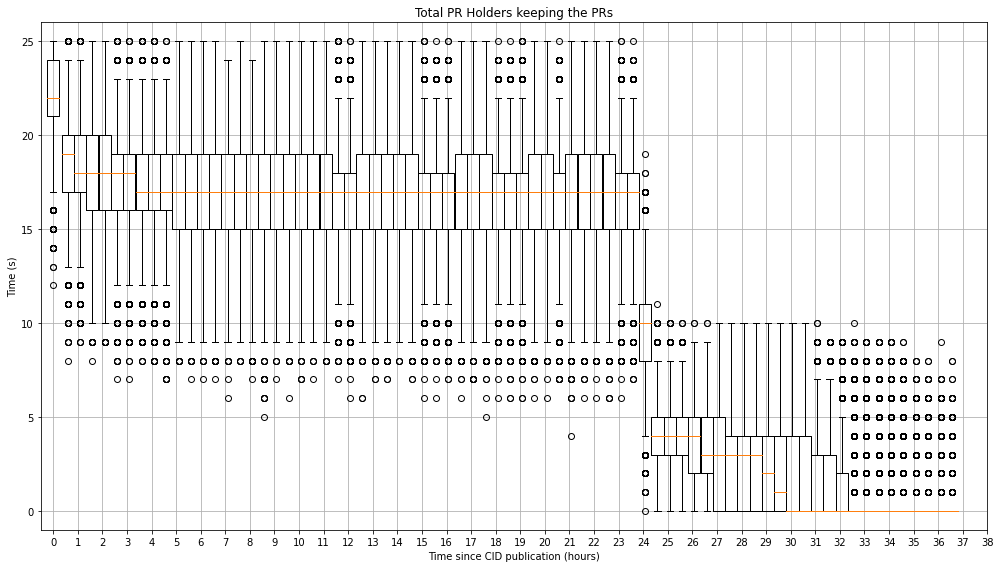 Total PR Holders keeping the PRs
25
20
15
10
5
0
Time (s)
0 1 2 3 4 5 6 7 8 9 10 11 12 13 14 15 16 17 18 19 20 21 22 23 24 25 26 27 28 29 30 31 32 33 34 35 36 37 38
Time since CID publication (hours)